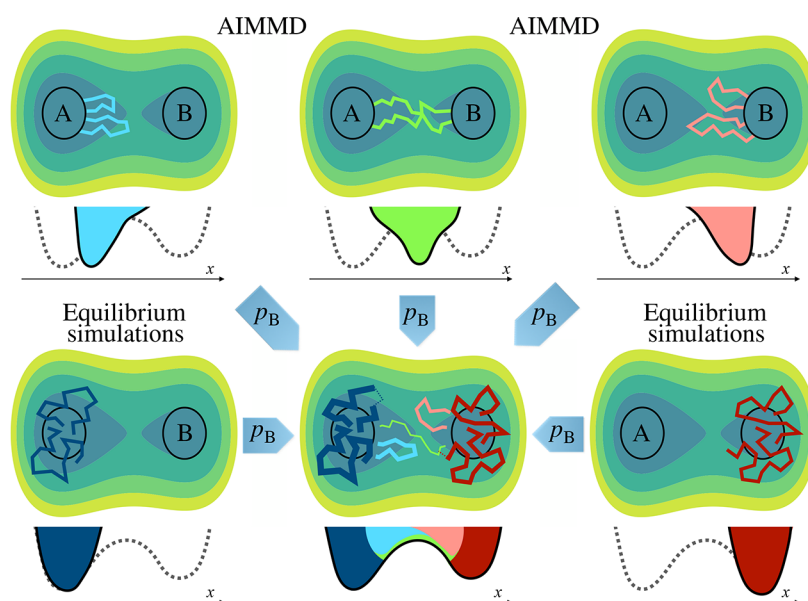 AIMMD AIMMD
A B A B A B
x x x
Equilibrium
simulations
p_B p_B p_B
Equilibrium
simulations
B p_B p_B A
x x x